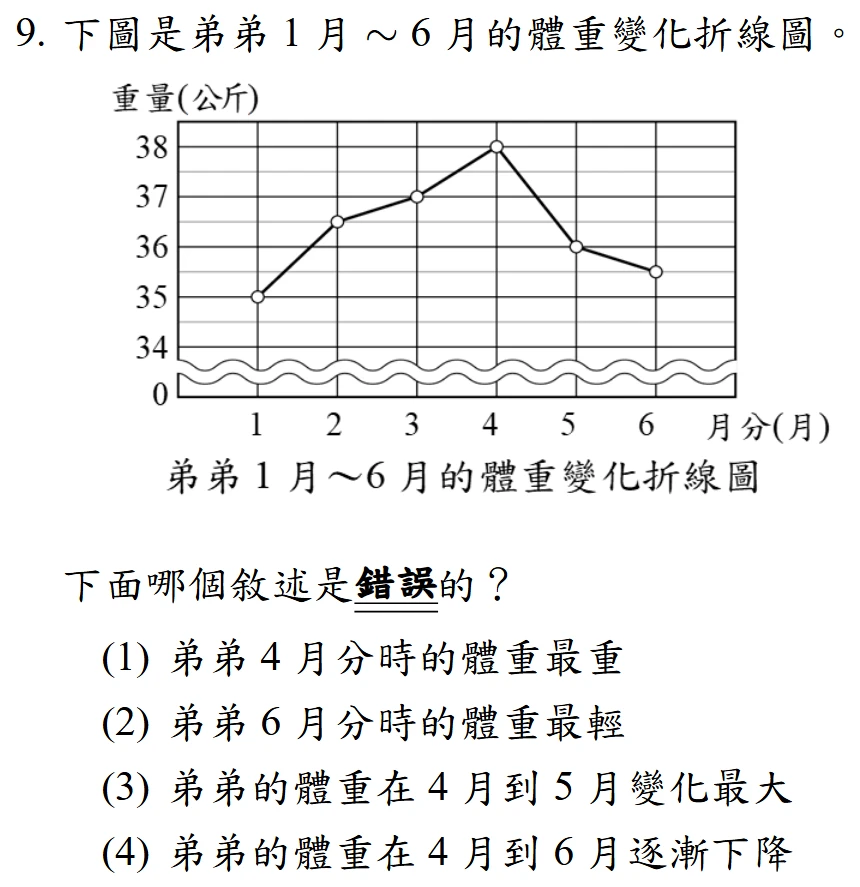 9. 下圖是弟弟 1 月 ~ 6 月的體重變化折線圖。
重量(公斤)
38
37
36
35
34
0
1 2 3 4 5 6 月分(月)
弟弟 1 月～6 月的體重變化折線圖
下面哪個敘述是錯誤的？
(1) 弟弟 4 月分時的體重最重
(2) 弟弟 6 月分時的體重最輕
(3) 弟弟的體重在 4 月到 5 月變化最大
(4) 弟弟的體重在 4 月到 6 月逐漸下降